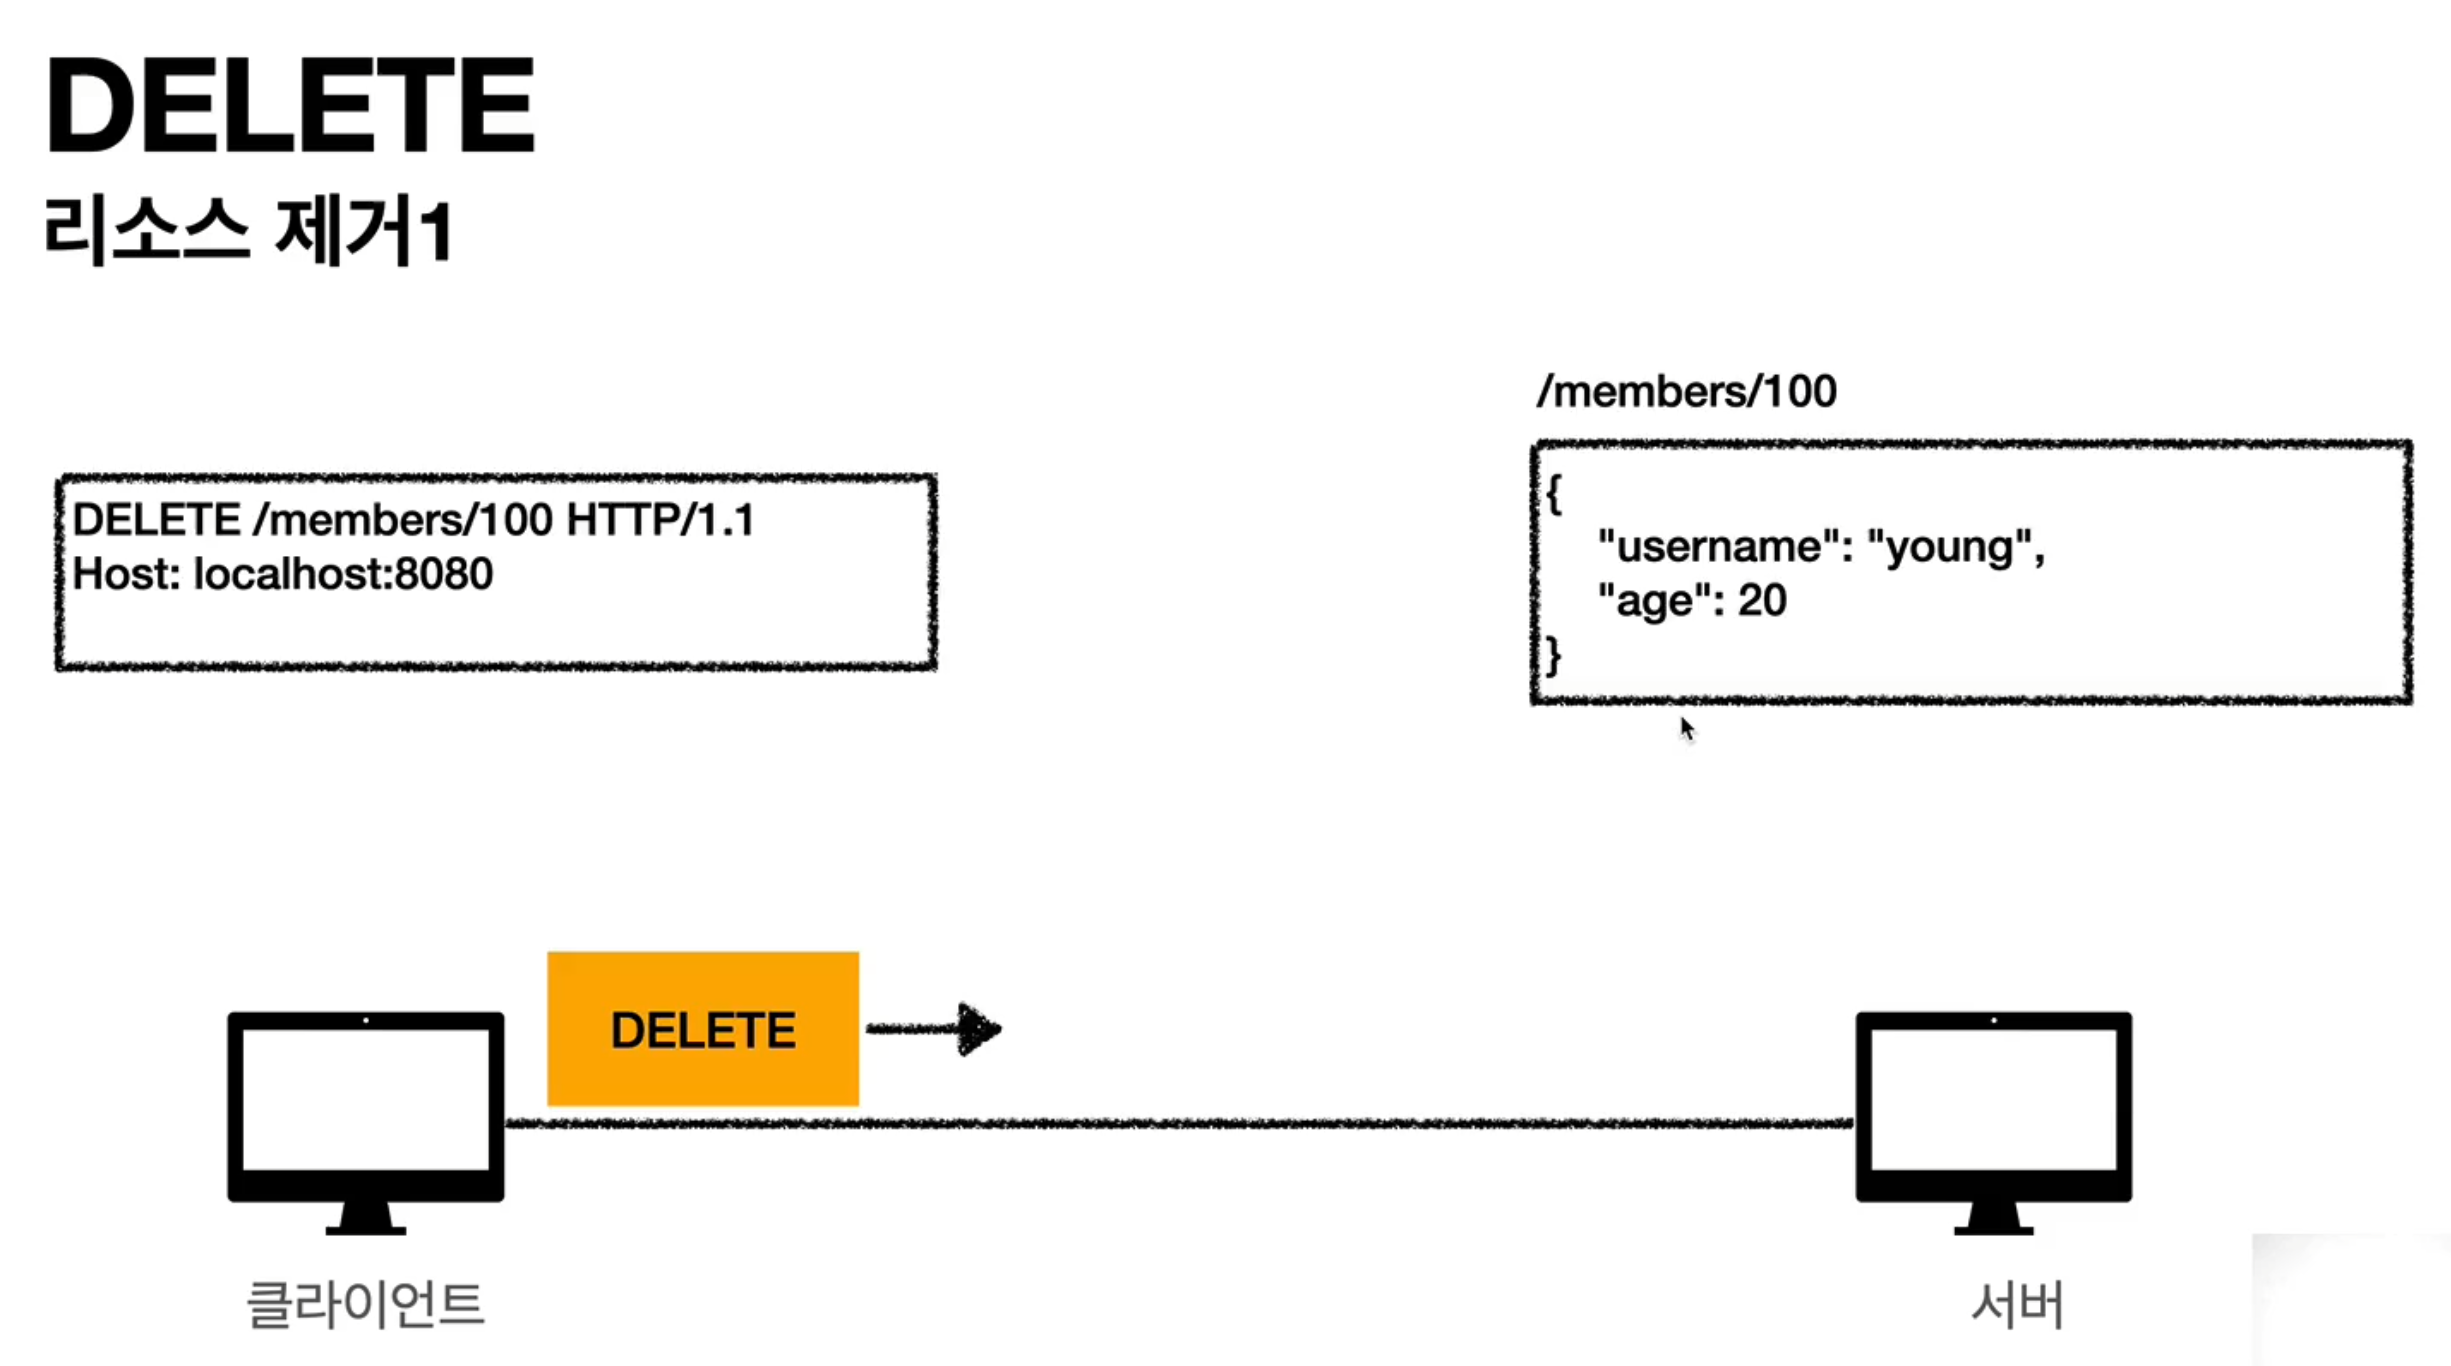 DELETE
리소스 제거1
/members/100
DELETE /members/100 HTTP/1.1
Host: localhost:8080
{
"username": "young",
"age": 20
}
DELETE
클라이언트
서버